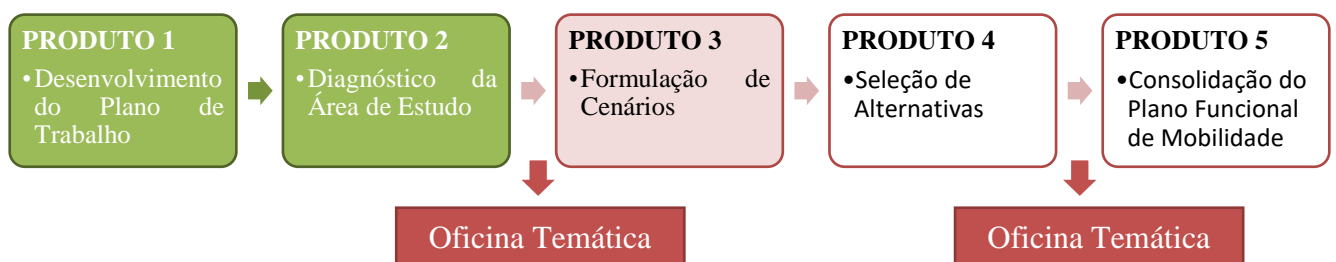 PRODUTO 1
•Desenvolvimento
do Plano de
Trabalho
PRODUTO 2
•Diagnóstico da
Área de Estudo
PRODUTO 3
•Formulação de
Cenários
PRODUTO 4
•Seleção de
Alternativas
PRODUTO 5
•Consolidação do
Plano Funcional
de Mobilidade
Oficina Temática
Oficina Temática